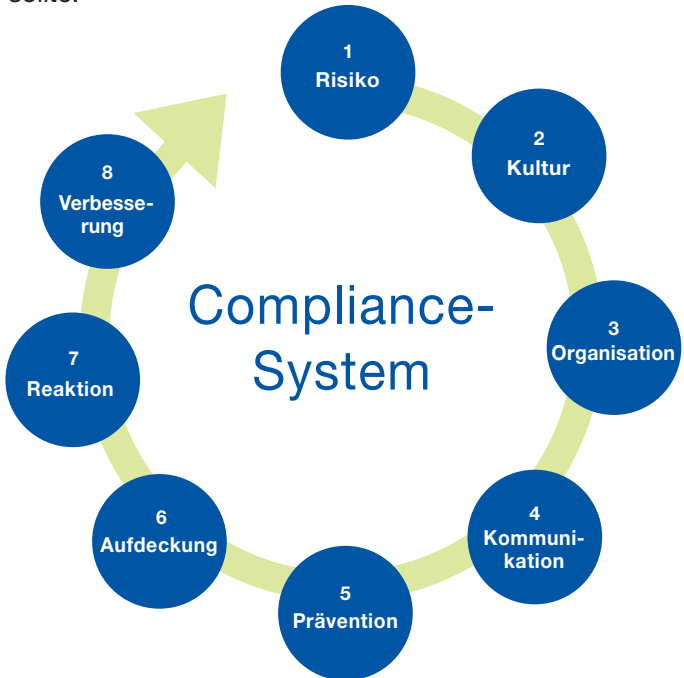 sollte.
1
Risiko
2
Kultur
3
Organisation
4
Kommuni-
kation
5
Prävention
6
Aufdeckung
7
Reaktion
8
Verbesse-
rung
Compliance-
System